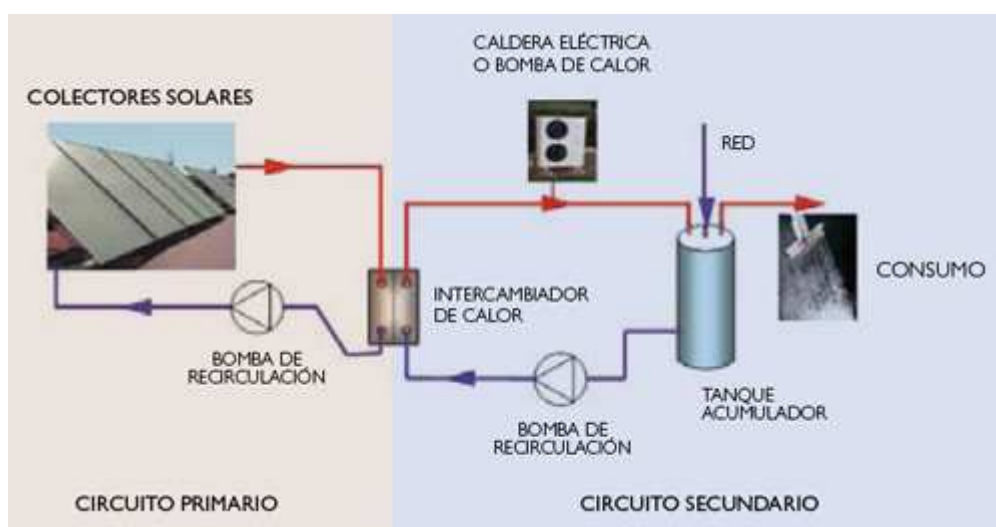 CALDERA ELÉCTRICA
O BOMBA DE CALOR
COLECTORES SOLARES
RED
CONSUMO
INTERCAMBIADOR
DE CALOR
BOMBA DE
RECIRCULACIÓN
TANQUE
ACUMULADOR
BOMBA DE
RECIRCULACIÓN
CIRCUITO PRIMARIO
CIRCUITO SECUNDARIO